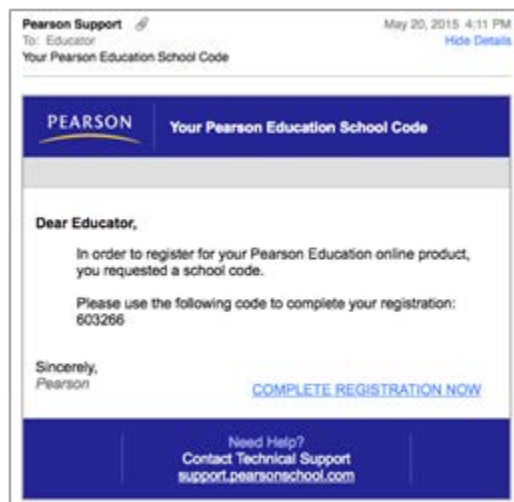 Pearson Support
May 20, 2015 4:11 PM
To: Educator
Hide Details
Your Pearson Education School Code
PEARSON
Your Pearson Education School Code
Dear Educator,
In order to register for your Pearson Education online product,
you requested a school code.
Please use the following code to complete your registration:
603266
Sincerely,
Pearson
COMPLETE REGISTRATION NOW
Need Help?
Contact Technical Support
support.pearsonschool.com